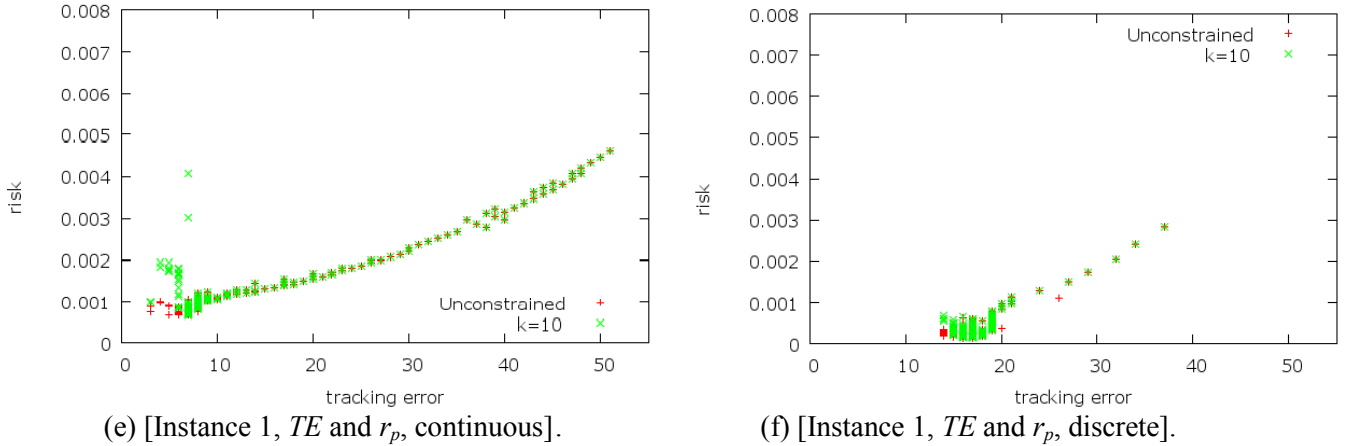 0.008
0.007
0.006
0.005
0.004
0.003
0.002
0.001
0
risk
Unconstrained
k=10
0 10 20 30 40 50
tracking error
(e) [Instance 1, TE and rp, continuous].
0.008
0.007
0.006
0.005
0.004
0.003
0.002
0.001
0
risk
Unconstrained
k=10
0 10 20 30 40 50
tracking error
(f) [Instance 1, TE and rp, discrete].